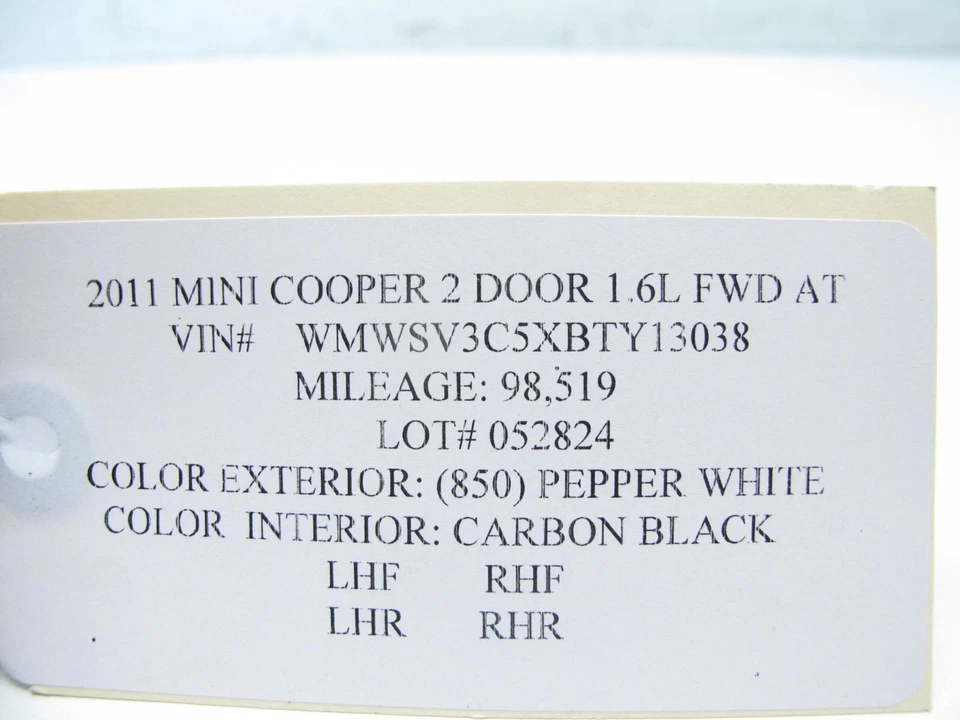 2011 MINI COOPER 2 DOOR 1.6L FWD AT
VIN# WMWSV3C5XBTY13038
MILEAGE: 98,519
LOT# 052824
COLOR EXTERIOR: (850) PEPPER WHITE
COLOR INTERIOR: CARBON BLACK
LHF RHF
LHR RHR